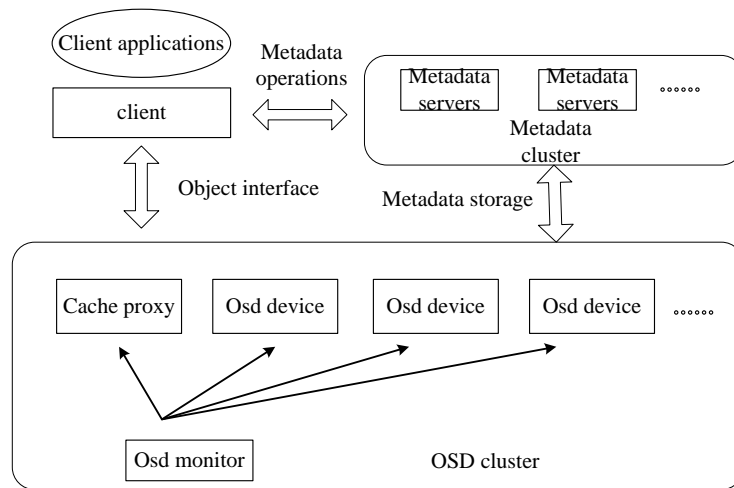 Client applications
client
Metadata
operations
Metadata
servers
Metadata
servers
Metadata
cluster
Object interface
Metadata storage
Cache proxy
Osd device
Osd device
Osd device
Osd monitor
OSD cluster